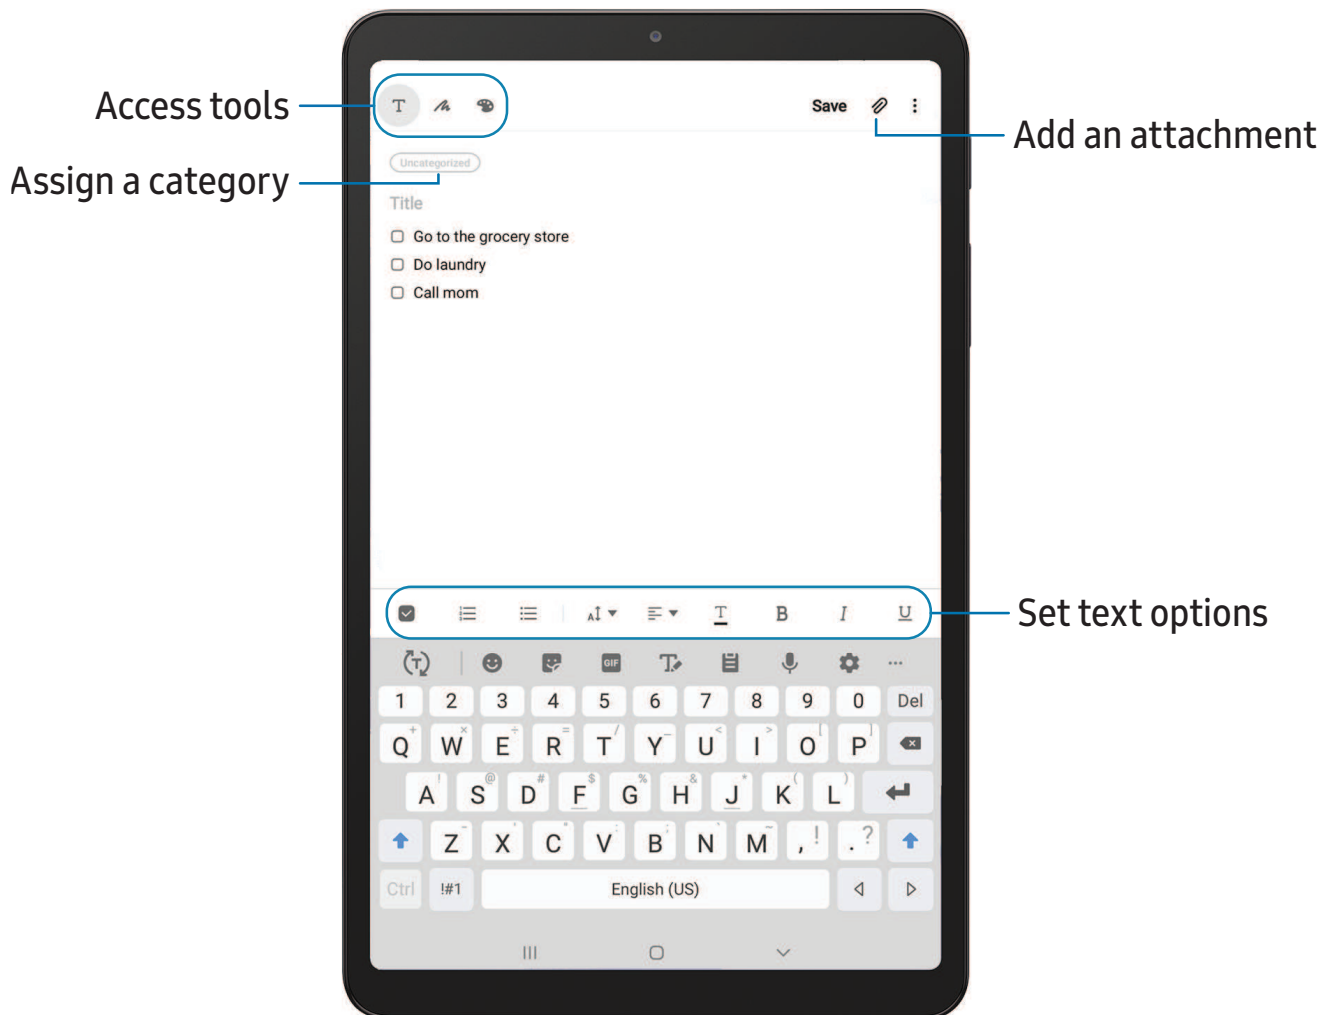 Access tools
T
Save
Add an attachment
Uncategorized
Assign a category
Title
Go to the grocery store
Do laundry
Call mom
A T B I U
Set text options
T GIF T ...
1 2 3 4 5 6 7 8 9 0 Del
Q + W × E ÷ R = T / Y _ U < I > O [ P ]
A ! S @ D # F $ G % H & J * K ( L )
Z - X ' C " V : B ; N ` M ~ , ! . ?
Ctrl !#1 English (US)